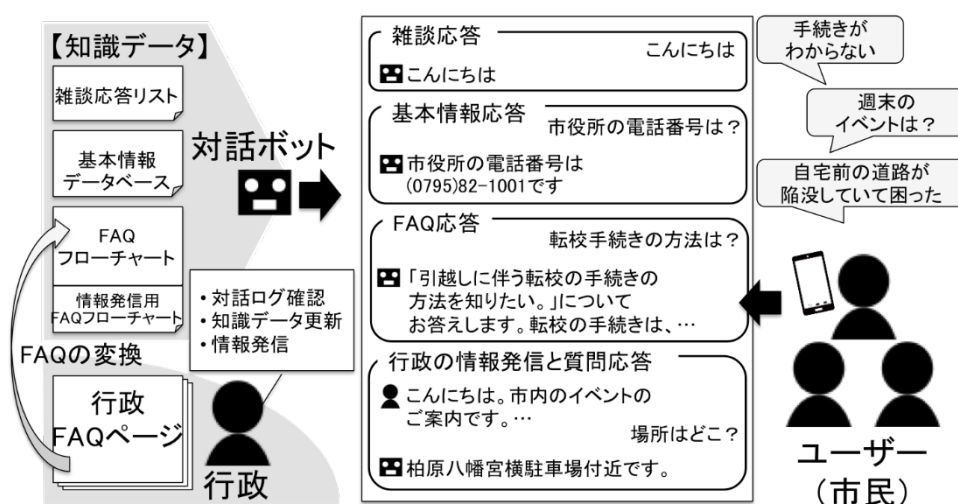 【知識データ】
雑談応答リスト
基本情報
データベース
FAQ
フローチャート
情報発信用
FAQフローチャート
FAQの変換
行政
FAQページ
対話ボット
・対話ログ確認
・知識データ更新
・情報発信
行政
雑談応答
こんにちは
こんにちは
基本情報応答
市役所の電話番号は？
市役所の電話番号は
(0795)82-1001です
FAQ応答
転校手続きの方法は？
「引越しに伴う転校の手続きの
方法を知りたい。」について
お答えします。転校の手続きは、…
行政の情報発信と質問応答
こんにちは。市内のイベントの
ご案内です。…
場所はどこ？
柏原八幡宮横駐車場付近です。
手続きが
わからない
週末の
イベントは？
自宅前の道路が
陥没していて困った
ユーザー
（市民）